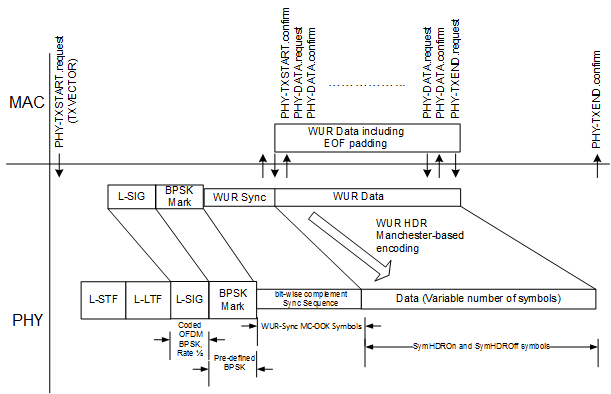 PHY-TXSTART.request
(TXVECTOR)
PHY-TXSTART.confirm
PHY-DATA.request
PHY-DATA.confirm
....................
PHY-DATA.request
PHY-DATA.confirm
PHY-TXEND.request
PHY-TXEND.confirm
MAC
WUR Data including
EOF padding
L-SIG
BPSK
Mark
WUR Sync
WUR Data
WUR HDR
Manchester-based
encoding
PHY
L-STF
L-LTF
L-SIG
BPSK
Mark
bit-wise complement
Sync Sequence
Data (Variable number of symbols)
Coded
OFDM
BPSK,
Rate ½
WUR-Sync MC-OOK Symbols
Pre-defined
BPSK
SymHDROn and SymHDROff symbols